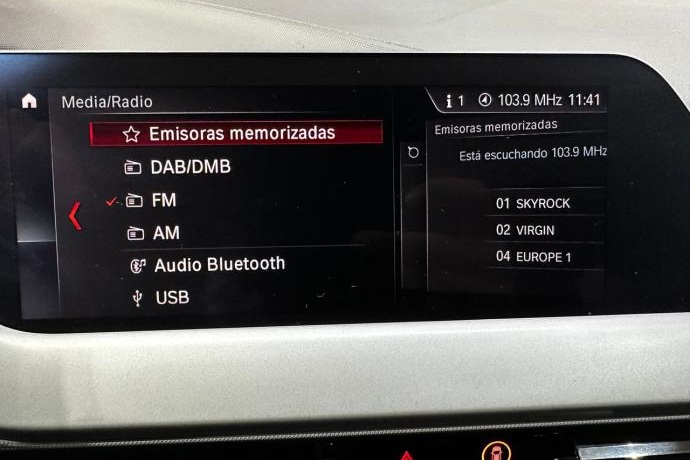 Media/Radio
1 103.9 MHz 11:41
Emisoras memorizadas
DAB/DMB
FM
AM
Audio Bluetooth
USB
Emisoras memorizadas
Está escuchando 103.9 MHz
01 SKYROCK
02 VIRGIN
04 EUROPE 1